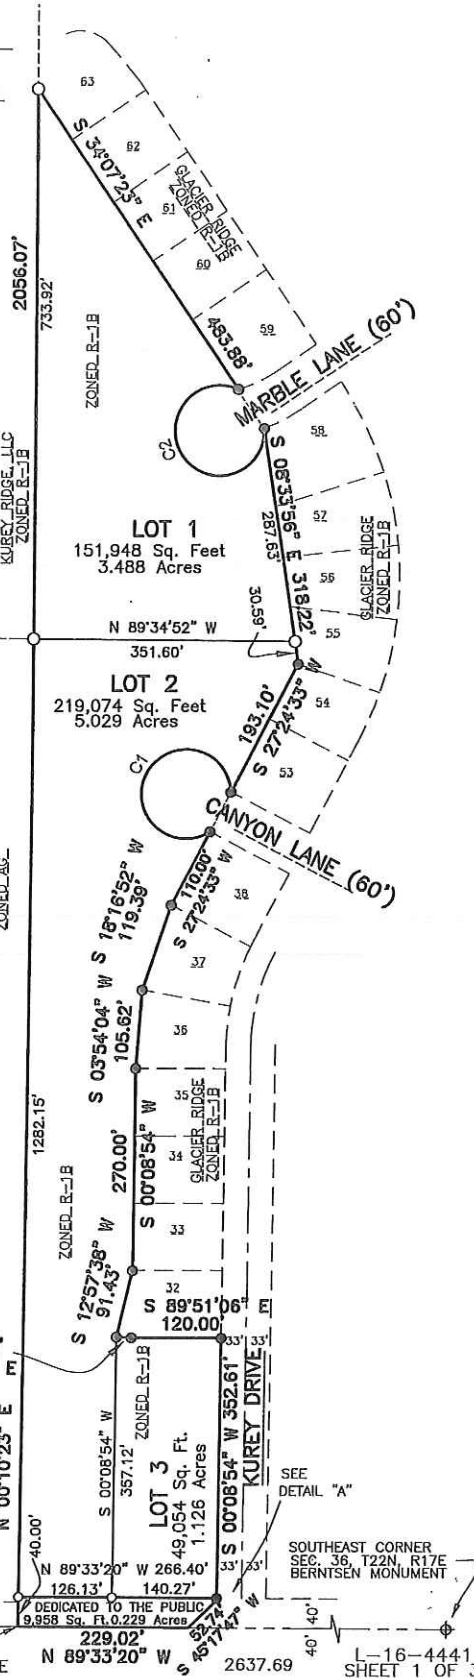 63
62
61
60
59
S 34°07'23" E
483.88'
GLACIER RIDGE
ZONED R-1B
2056.07'
733.92'
ZONED R-1B
KUREY RIDGE, LLC
ZONED R-1B
MARBLE LANE (60')
C2
58
57
56
55
54
53
S 08°33'56" E 318.22'
287.63'
30.59'
GLACIER RIDGE
ZONED R-1B
LOT 1
151,948 Sq. Feet
3.488 Acres
N 89°34'52" W
351.60'
LOT 2
219,074 Sq. Feet
5.029 Acres
193.10'
S 27°24'33" W
C1
CANYON LANE (60')
110.00'
S 27°24'33" W
S 18°16'52" W
119.39'
38
37
36
35
34
33
32
S 03°54'04" W
105.62'
ZONED AG
1282.15'
270.00'
S 00°08'54" W
GLACIER RIDGE
ZONED R-1B
ZONED R-1B
S 12°57'38" W
91.43'
S 89°51'06" E
120.00'
33' 33'
E
N 00°10'23" E
S 00°08'54" W
357.12'
ZONED R-1B
LOT 3
49,054 Sq. Ft.
1.126 Acres
S 00°08'54" W 352.61'
KUREY DRIVE
SEE
DETAIL "A"
SOUTHEAST CORNER
SEC. 36, T22N, R17E
BERNTSEN MONUMENT
40.00'
N 89°33'20" W 266.40'
126.13'
140.27'
33' 33'
DEDICATED TO THE PUBLIC
9,958 Sq. Ft. 0.229 Acres
52.74'
S 45°17'47" W
40'
40'
229.02'
N 89°33'20" W
2637.69
E
L-16-4441
SHEET 1 OF